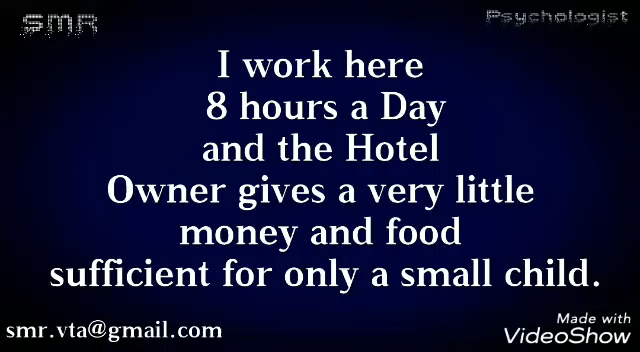 SMR
Psychologist
I work here
8 hours a Day
and the Hotel
Owner gives a very little
money and food
sufficient for only a small child.
smr.vta@gmail.com
Made with
VideoShow